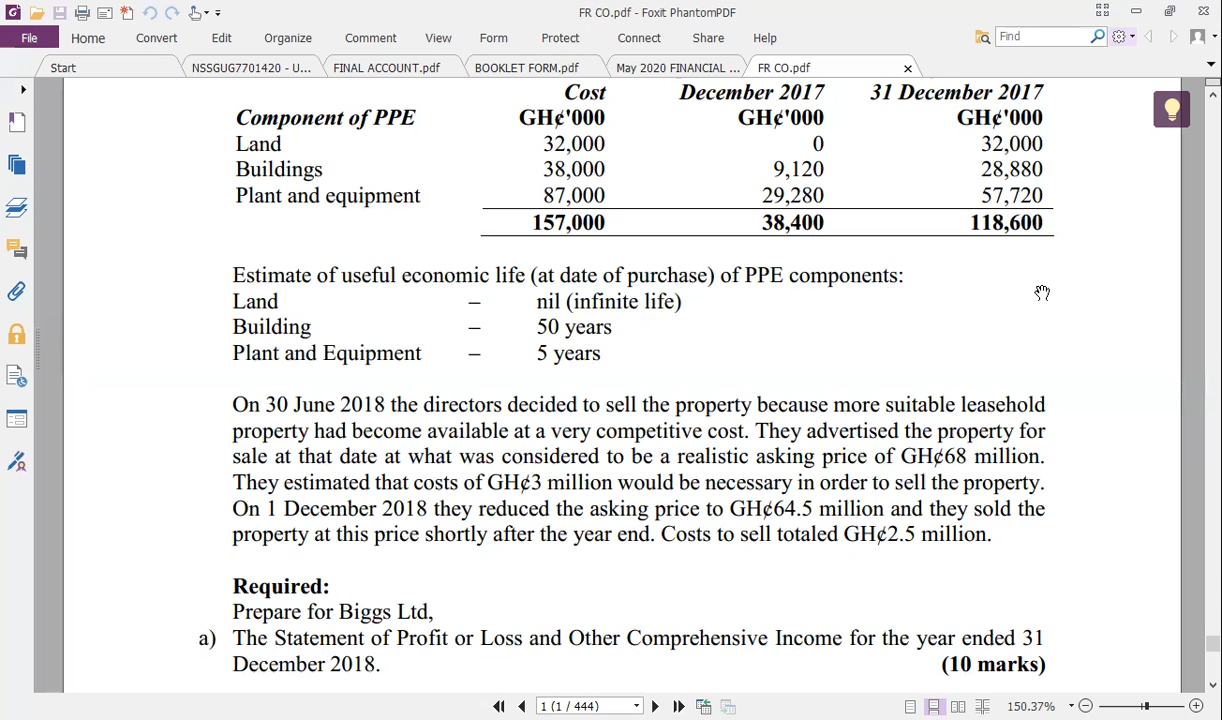 FR CO.pdf - Foxit PhantomPDF
File Home Convert Edit Organize Comment View Form Protect Connect Share Help Find
Start NSSGUG7701420 - U... FINAL ACCOUNT.pdf BOOKLET FORM.pdf May 2020 FINANCIAL ... FR CO.pdf
Cost December 2017 31 December 2017
Component of PPE GH¢'000 GH¢'000 GH¢'000
Land 32,000 0 32,000
Buildings 38,000 9,120 28,880
Plant and equipment 87,000 29,280 57,720
157,000 38,400 118,600
Estimate of useful economic life (at date of purchase) of PPE components:
Land – nil (infinite life)
Building – 50 years
Plant and Equipment – 5 years
On 30 June 2018 the directors decided to sell the property because more suitable leasehold
property had become available at a very competitive cost. They advertised the property for
sale at that date at what was considered to be a realistic asking price of GH¢68 million.
They estimated that costs of GH¢3 million would be necessary in order to sell the property.
On 1 December 2018 they reduced the asking price to GH¢64.5 million and they sold the
property at this price shortly after the year end. Costs to sell totaled GH¢2.5 million.
Required:
Prepare for Biggs Ltd,
a) The Statement of Profit or Loss and Other Comprehensive Income for the year ended 31
December 2018. (10 marks)
1 (1 / 444) 150.37%